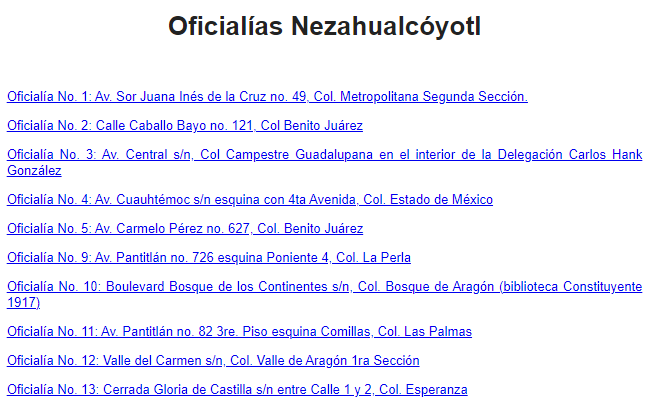 Oficialías Nezahualcóyotl
Oficialía No. 1: Av. Sor Juana Inés de la Cruz no. 49, Col. Metropolitana Segunda Sección.
Oficialía No. 2: Calle Caballo Bayo no. 121, Col Benito Juárez
Oficialía No. 3: Av. Central s/n, Col Campestre Guadalupana en el interior de la Delegación Carlos Hank
González
Oficialía No. 4: Av. Cuauhtémoc s/n esquina con 4ta Avenida, Col. Estado de México
Oficialía No. 5: Av. Carmelo Pérez no. 627, Col. Benito Juárez
Oficialía No. 9: Av. Pantitlán no. 726 esquina Poniente 4, Col. La Perla
Oficialía No. 10: Boulevard Bosque de los Continentes s/n, Col. Bosque de Aragón (biblioteca Constituyente
1917)
Oficialía No. 11: Av. Pantitlán no. 82 3re. Piso esquina Comillas, Col. Las Palmas
Oficialía No. 12: Valle del Carmen s/n, Col. Valle de Aragón 1ra Sección
Oficialía No. 13: Cerrada Gloria de Castilla s/n entre Calle 1 y 2, Col. Esperanza